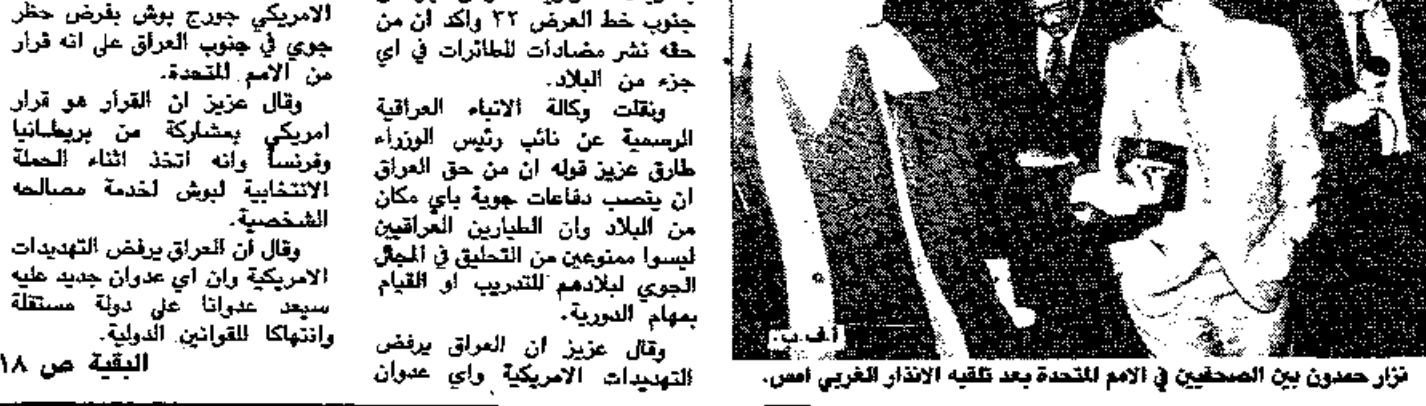 جنوب خط العرض ٣٢ واكد ان من
حقه نشر مضادات للطائرات في اي
جزء من البلاد.
ونقلت وكالة الانباء العراقية
الرسمية عن نائب رئيس الوزراء
طارق عزيز قوله ان من حق العراق
ان ينصب دفاعات جوية باي مكان
من البلاد وان الطيارين العراقيين
ليسوا ممنوعين من التحليق في المجال
الجوي لبلادهم للتدريب او القيام
بمهام الدورية.
وقال عزيز ان العراق يرفض
التهديدات الامريكية واي عدوان
الامريكي جورج بوش بفرض حظر
جوي في جنوب العراق على انه قرار
من الامم المتحدة.
وقال عزيز ان القرار هو قرار
امريكي بمشاركة من بريطانيا
وفرنسا وانه اتخذ اثناء الحملة
الانتخابية لبوش لخدمة مصالحه
الشخصية.
وقال ان العراق يرفض التهديدات
الامريكية وان اي عدوان جديد عليه
سيعد عدوانا على دولة مستقلة
وانتهاكا للقوانين الدولية.
البقية ص ١٨
أ.ف.ب.
نزار حمدون بين الصحفيين في الامم المتحدة بعد تلقيه الانذار الغربي امس.